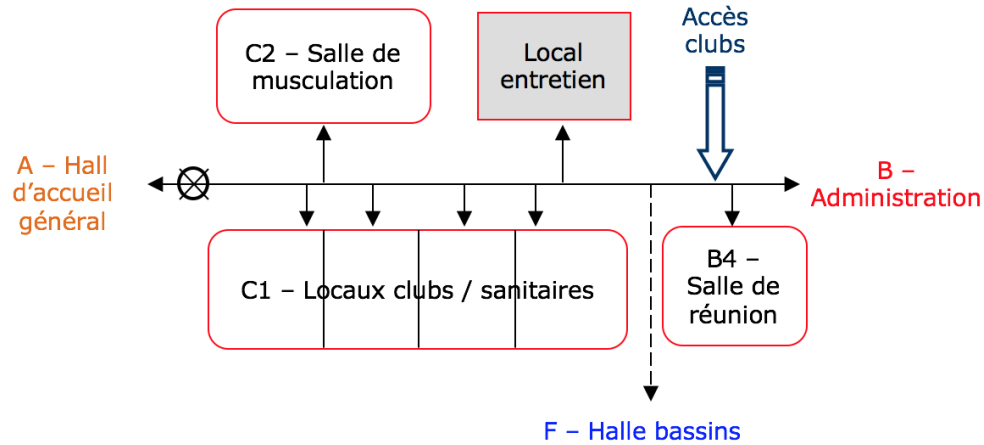 Accès
clubs
C2 – Salle de
musculation
Local
entretien
A – Hall
d’accueil
général
B –
Administration
C1 – Locaux clubs / sanitaires
B4 –
Salle de
réunion
F – Halle bassins